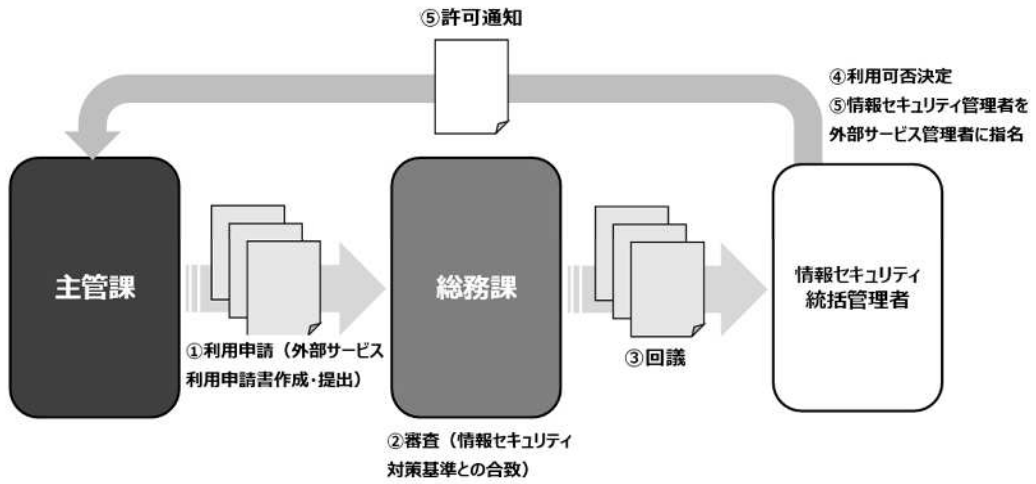 ⑤許可通知
④利用可否決定
⑤情報セキュリティ管理者を
外部サービス管理者に指名
主管課
総務課
情報セキュリティ
統括管理者
①利用申請（外部サービス
利用申請書作成・提出）
③回議
②審査（情報セキュリティ
対策基準との合致）